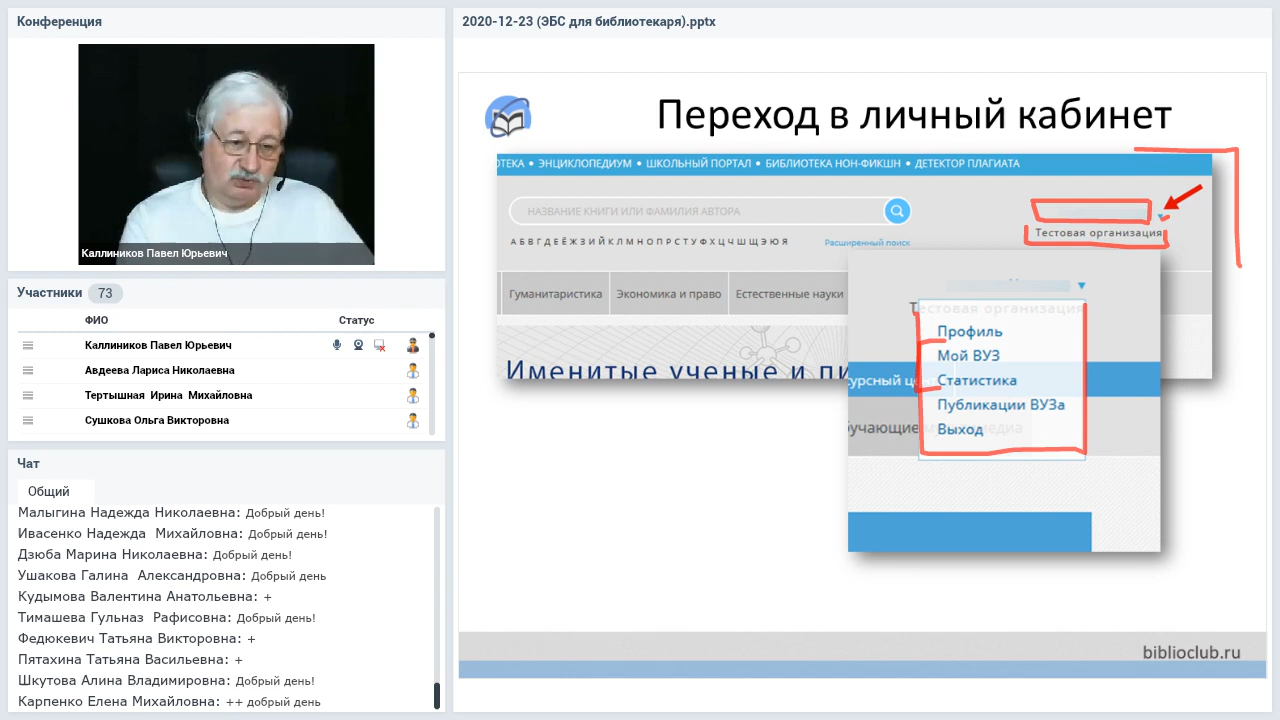 Конференция
Каллиников Павел Юрьевич
Участники 73
ФИО Статус
Каллиников Павел Юрьевич
Авдеева Лариса Николаевна
Тертышная Ирина Михайловна
Сушкова Ольга Викторовна
Чат
Общий
Малыгина Надежда Николаевна: Добрый день!
Ивасенко Надежда Михайловна: Добрый день!
Дзюба Марина Николаевна: Добрый день!
Ушакова Галина Александровна: Добрый день
Кудымова Валентина Анатольевна: +
Тимашева Гульназ Рафисовна: Добрый день!
Федюкевич Татьяна Викторовна: +
Пятахина Татьяна Васильевна: +
Шкутова Алина Владимировна: Добрый день!
Карпенко Елена Михайловна: ++ добрый день
2020-12-23 (ЭБС для библиотекаря).pptx
Переход в личный кабинет
ОТЕКА • ЭНЦИКЛОПЕДИУМ • ШКОЛЬНЫЙ ПОРТАЛ • БИБЛИОТЕКА НОН-ФИКШН • ДЕТЕКТОР ПЛАГИАТА
НАЗВАНИЕ КНИГИ ИЛИ ФАМИЛИЯ АВТОРА
Тестовая организация
А Б В Г Д Е Ё Ж З И Й К Л М Н О П Р С Т У Ф Х Ц Ч Ш Щ Э Ю Я
Расширенный поиск
Гуманитаристика Экономика и право Естественные науки
Именитые ученые и пи
Тестовая организация
Профиль
Мой ВУЗ
Статистика
Публикации ВУЗа
Выход
сурсный цен
бучающие мультимедиа
biblioclub.ru